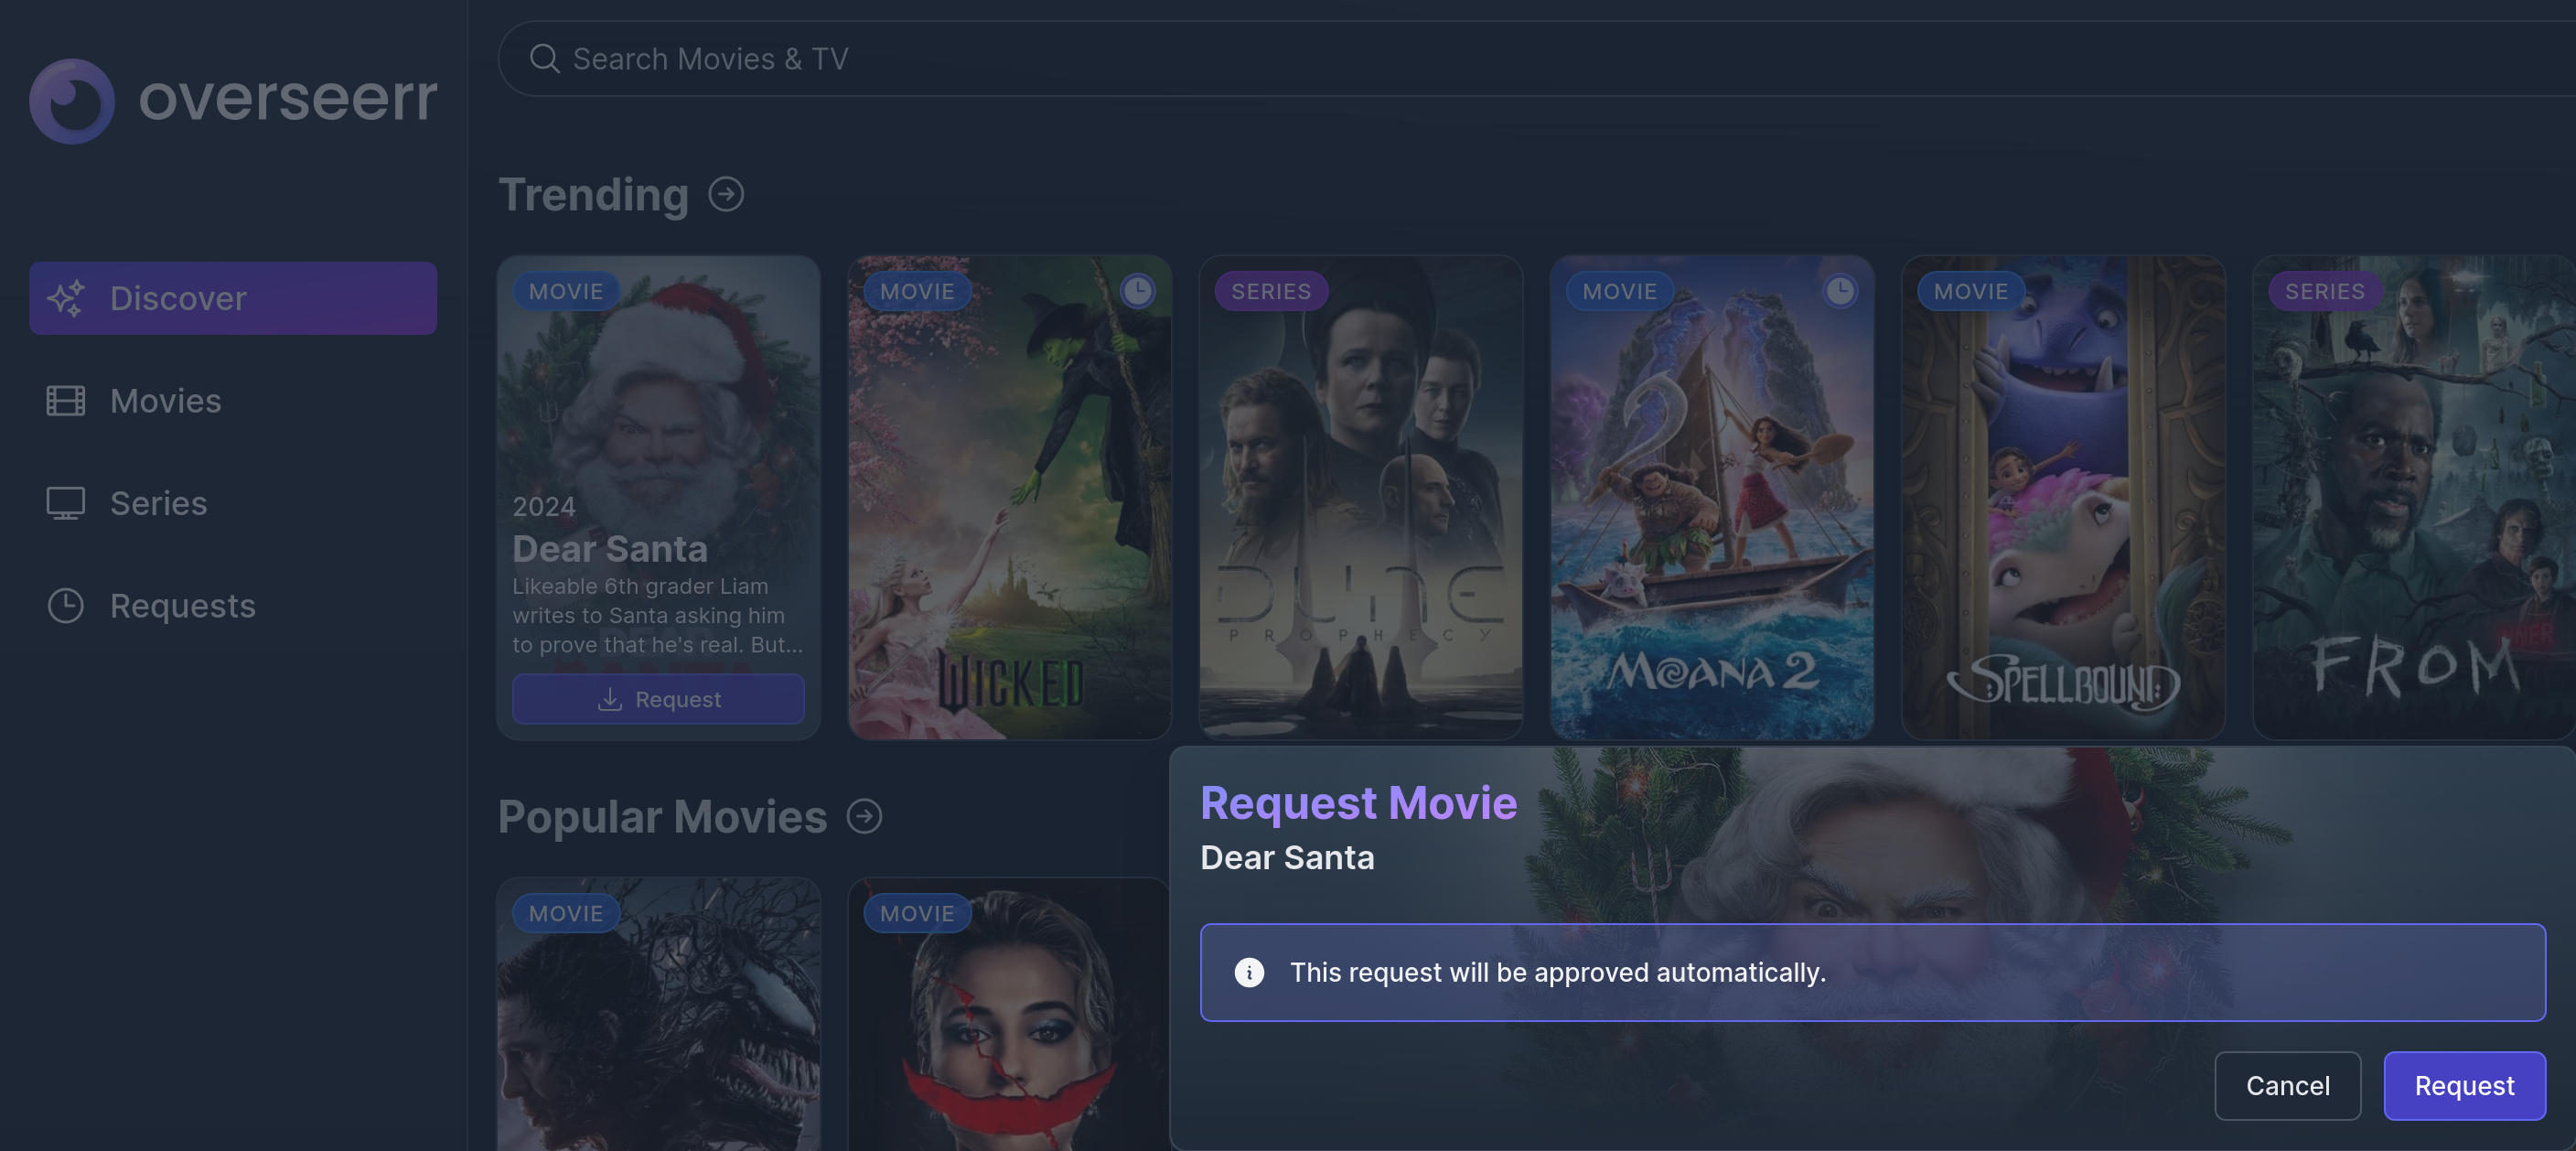 overseerr
Search Movies & TV
Discover
Movies
Series
Requests
Trending
MOVIE
2024
Dear Santa
Likeable 6th grader Liam
writes to Santa asking him
to prove that he's real. But...
Request
MOVIE
WICKED
SERIES
DUNE
PROPHECY
MOVIE
MOANA 2
MOVIE
SPELLBOUND
SERIES
FROM
Popular Movies
MOVIE
MOVIE
Request Movie
Dear Santa
This request will be approved automatically.
Cancel
Request